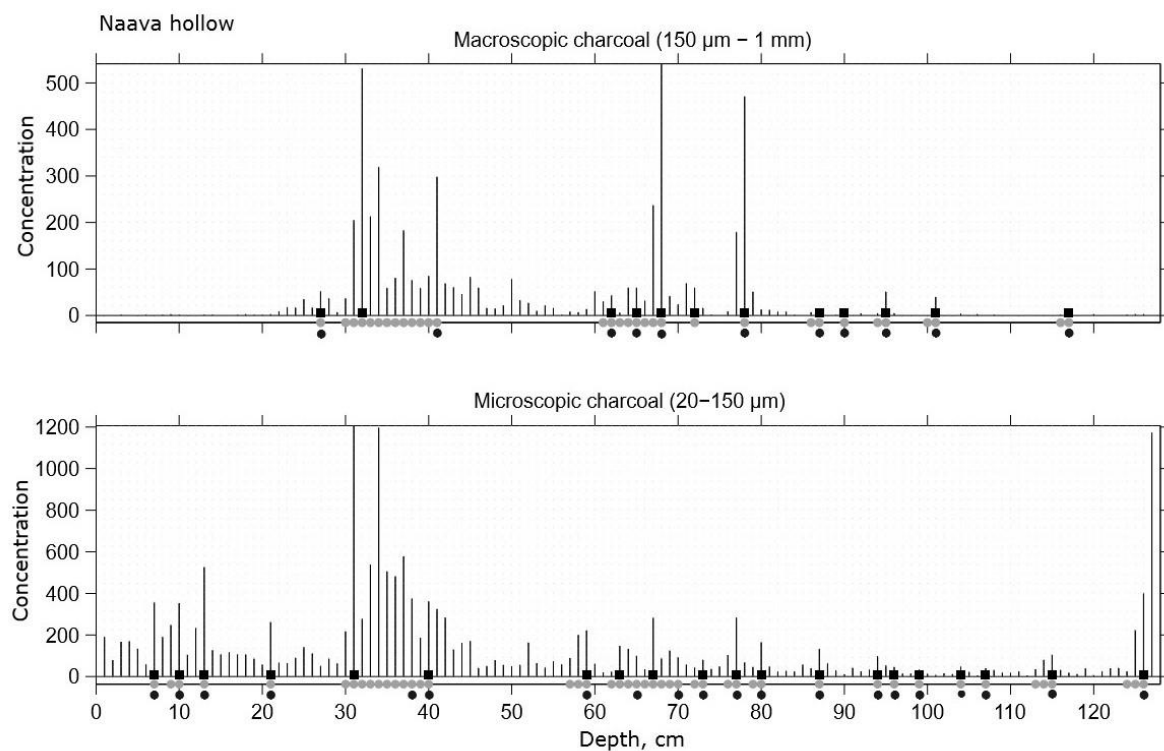 Naava hollow
Macroscopic charcoal (150 µm − 1 mm)
500
400
300
200
100
0
Concentration
Microscopic charcoal (20−150 µm)
1200
1000
800
600
400
200
0
Concentration
0 10 20 30 40 50 60 70 80 90 100 110 120
Depth, cm